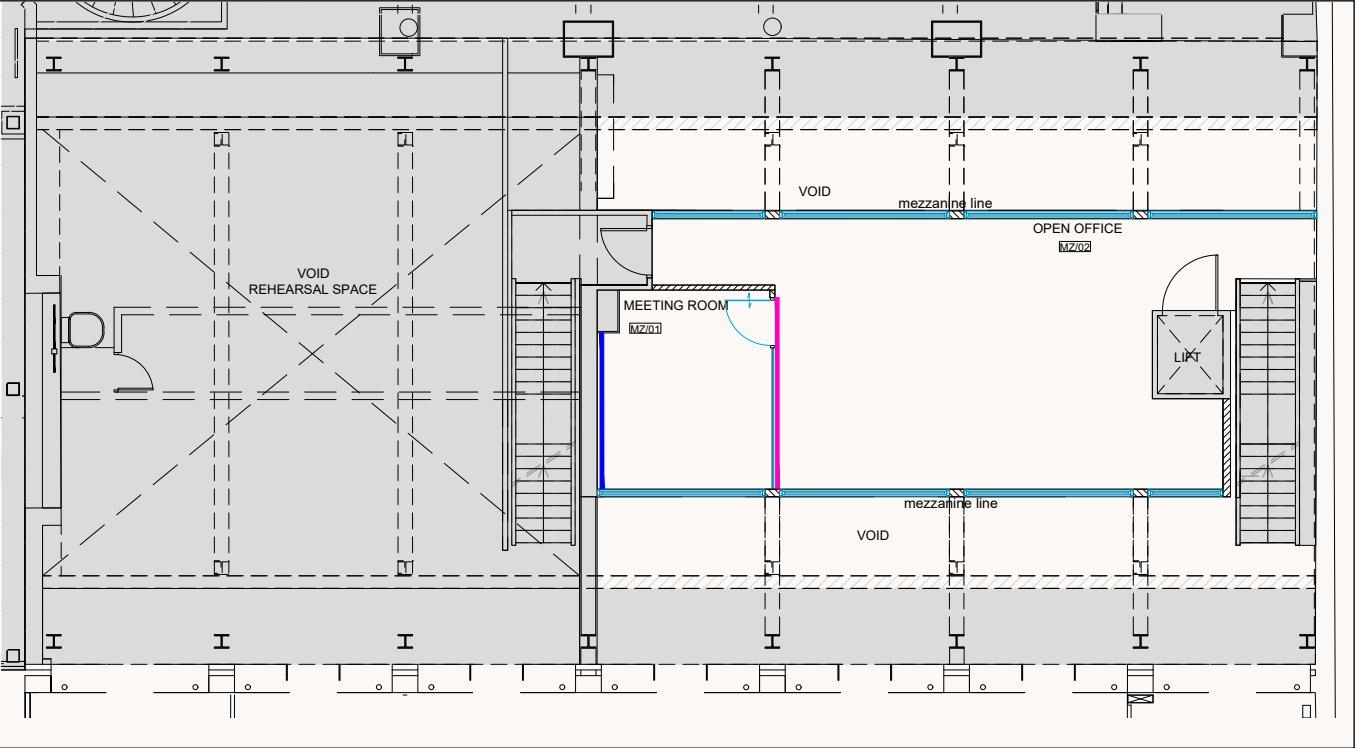 VOID
mezzanine line
OPEN OFFICE
MZ/02
VOID
REHEARSAL SPACE
MEETING ROOM
MZ/01
LIFT
mezzanine line
VOID